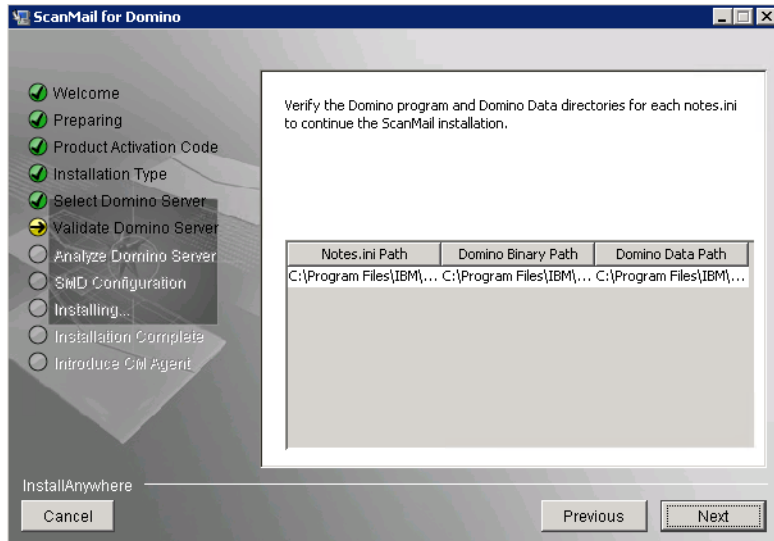 ScanMail for Domino
Welcome
Preparing
Product Activation Code
Installation Type
Select Domino Server
Validate Domino Server
Analyze Domino Server
SMD Configuration
Installing...
Installation Complete
Introduce CM Agent
Verify the Domino program and Domino Data directories for each notes.ini
to continue the ScanMail installation.
Notes.ini Path Domino Binary Path Domino Data Path
C:\Program Files\IBM\... C:\Program Files\IBM\... C:\Program Files\IBM\...
InstallAnywhere
Cancel Previous Next